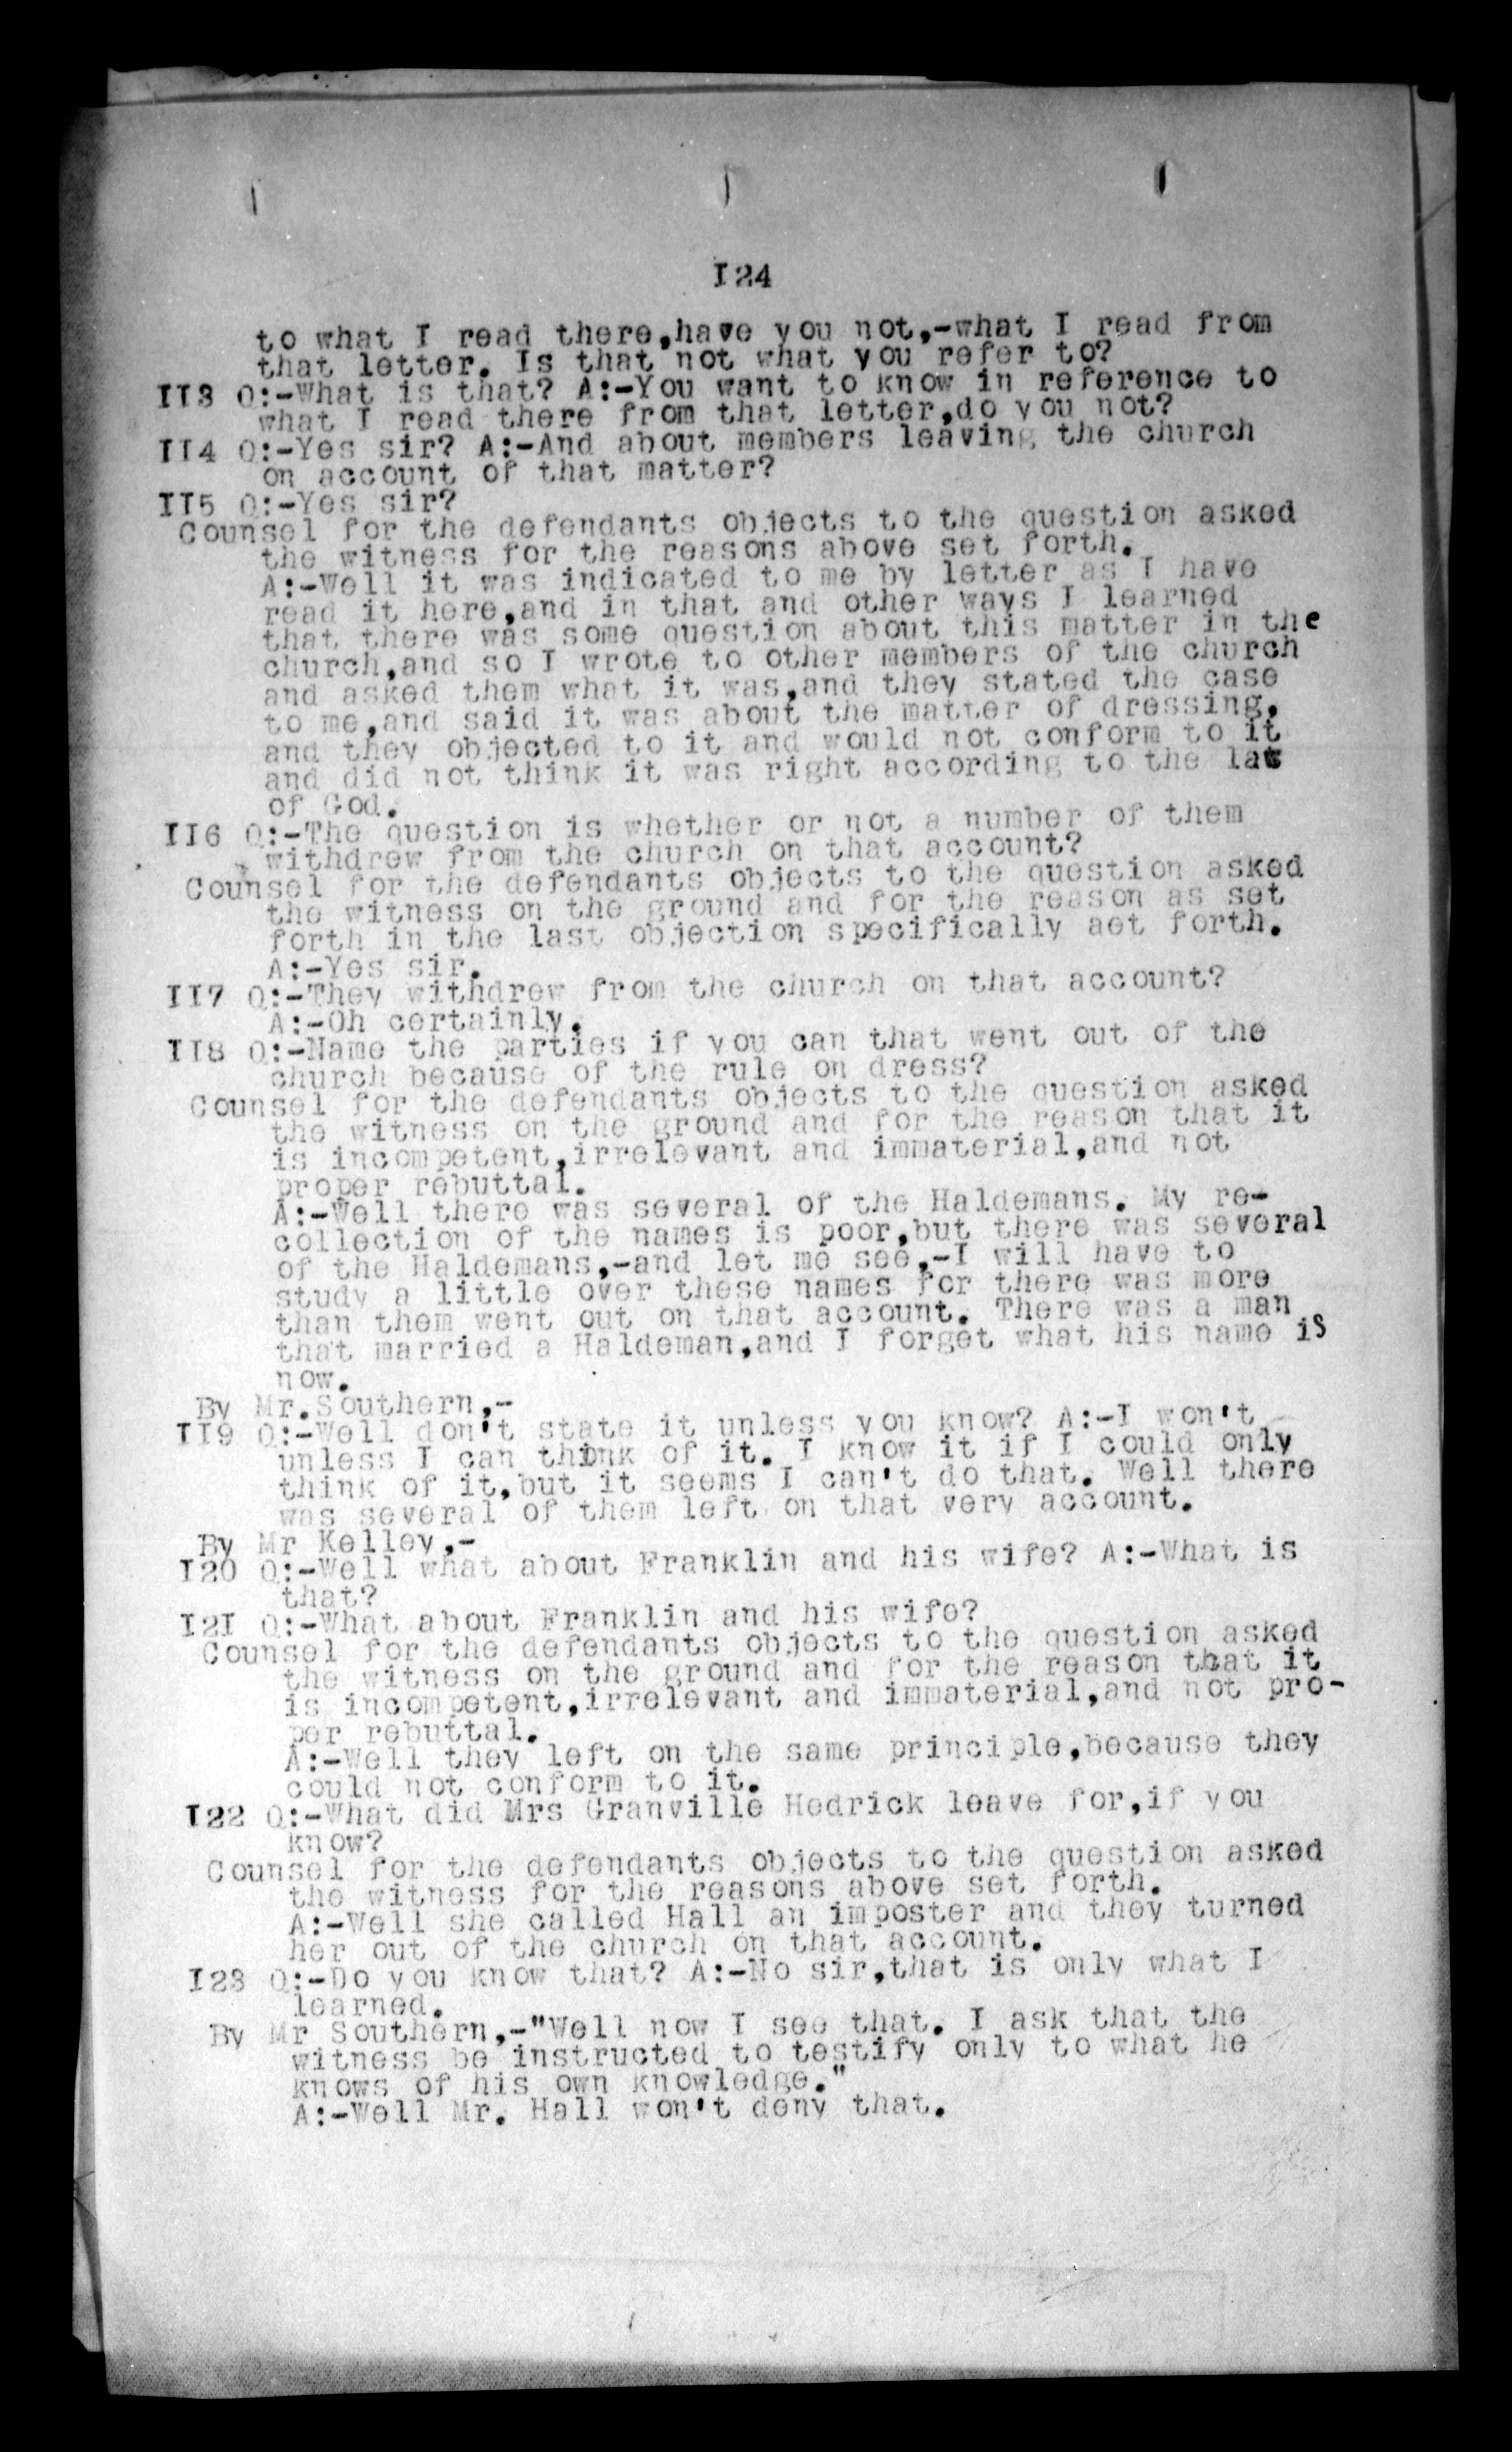 I24
to what I read there,have you not,-what I read from
that letter. Is that not what you refer to?
II3 Q:-What is that? A:-You want to know in reference to
what I read there from that letter,do you not?
II4 Q:-Yes sir? A:-And about members leaving the church
on account of that matter?
II5 Q:-Yes sir?
Counsel for the defendants objects to the question asked
the witness for the reasons above set forth.
A:-Well it was indicated to me by letter as I have
read it here,and in that and other ways I learned
that there was some question about this matter in the
church,and so I wrote to other members of the church
and asked them what it was,and they stated the case
to me,and said it was about the matter of dressing,
and they objected to it and would not conform to it
and did not think it was right according to the law
of God.
II6 Q:-The question is whether or not a number of them
withdrew from the church on that account?
Counsel for the defendants objects to the question asked
the witness on the ground and for the reason as set
forth in the last objection specifically aet forth.
A:-Yes sir.
II7 Q:-They withdrew from the church on that account?
A:-Oh certainly.
II8 Q:-Name the parties if you can that went out of the
church because of the rule on dress?
Counsel for the defendants objects to the question asked
the witness on the ground and for the reason that it
is incompetent,irrelevant and immaterial,and not
proper rebuttal.
A:-Well there was several of the Haldemans. My re-
collection of the names is poor,but there was several
of the Haldemans,-and let me see,-I will have to
study a little over these names for there was more
than them went out on that account. There was a man
that married a Haldeman,and I forget what his name is
now.
By Mr.Southern,-
II9 Q:-Well don't state it unless you know? A:-I won't
unless I can think of it. I know it if I could only
think of it,but it seems I can't do that. Well there
was several of them left on that very account.
By Mr Kelley,-
I20 Q:-Well what about Franklin and his wife? A:-What is
that?
I2I Q:-What about Franklin and his wife?
Counsel for the defendants objects to the question asked
the witness on the ground and for the reason that it
is incompetent,irrelevant and immaterial,and not pro-
per rebuttal.
A:-Well they left on the same principle,because they
could not conform to it.
I22 Q:-What did Mrs Granville Hedrick leave for,if you
know?
Counsel for the defendants objects to the question asked
the witness for the reasons above set forth.
A:-Well she called Hall an imposter and they turned
her out of the church on that account.
I23 Q:-Do you know that? A:-No sir,that is only what I
learned.
By Mr Southern,-"Well now I see that. I ask that the
witness be instructed to testify only to what he
knows of his own knowledge."
A:-Well Mr. Hall won't deny that.